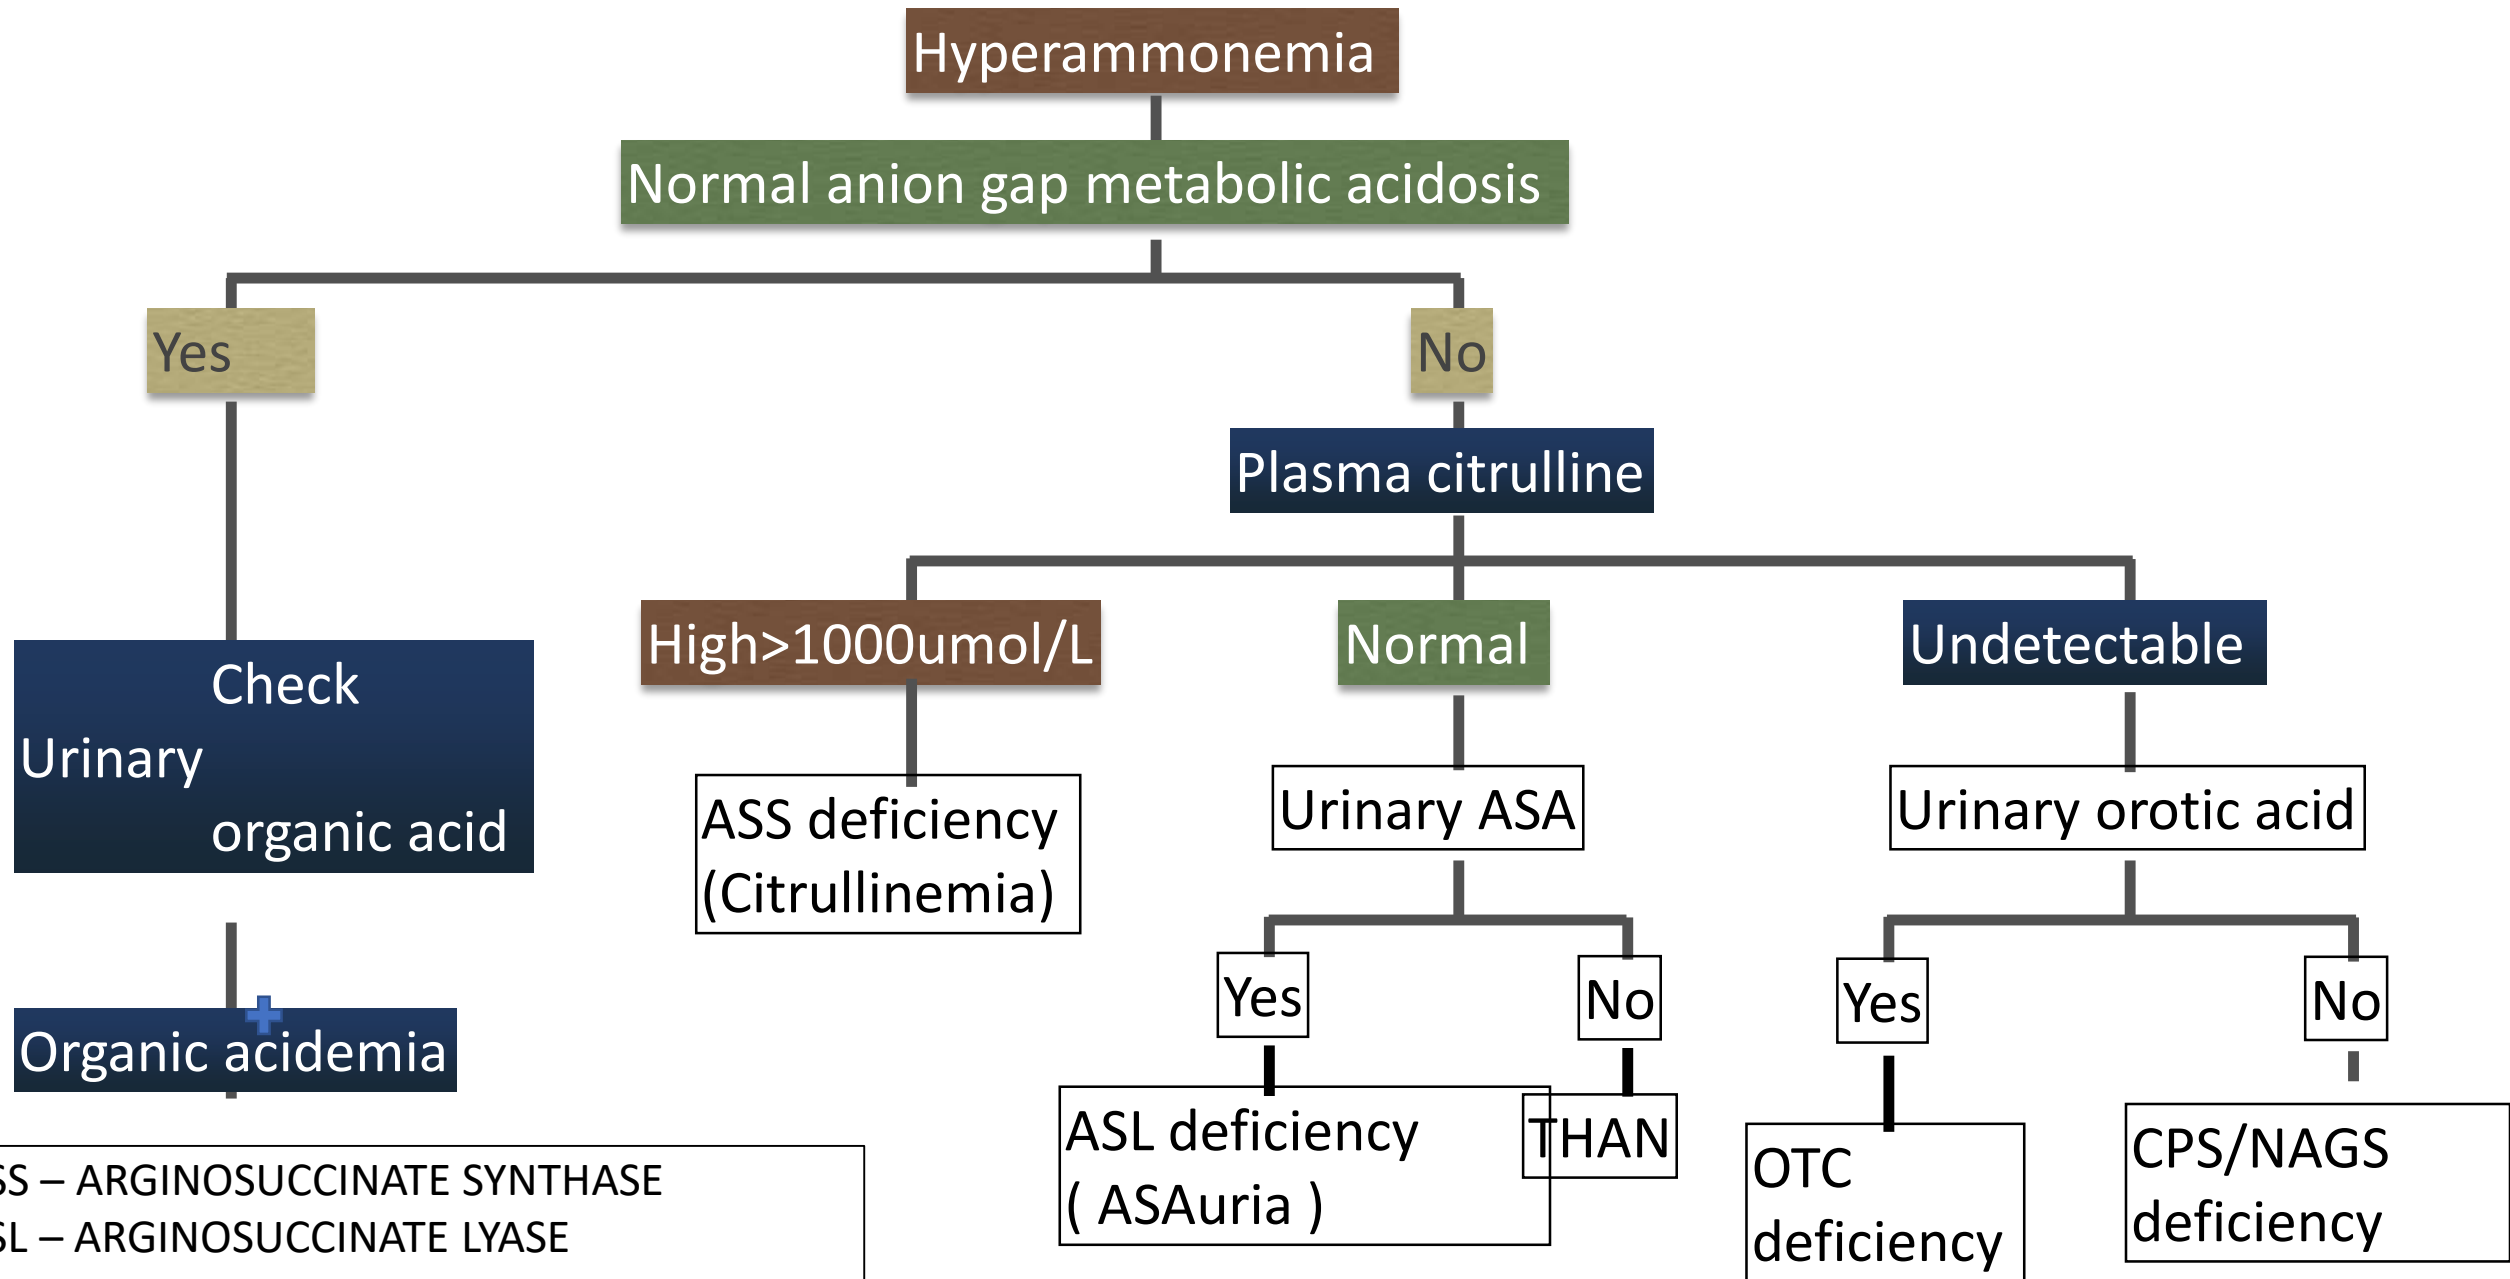 Hyperammonemia
Normal anion gap metabolic acidosis
Yes
No
Plasma citrulline
High>1000umol/L
Normal
Undetectable
Check
Urinary
organic acid
ASS deficiency
(Citrullinemia)
Urinary ASA
Urinary orotic acid
Yes
No
Yes
No
Organic acidemia
ASL deficiency
( ASAuria )
THAN
OTC
deficiency
CPS/NAGS
deficiency
SS – ARGINOSUCCINATE SYNTHASE
SL – ARGINOSUCCINATE LYASE